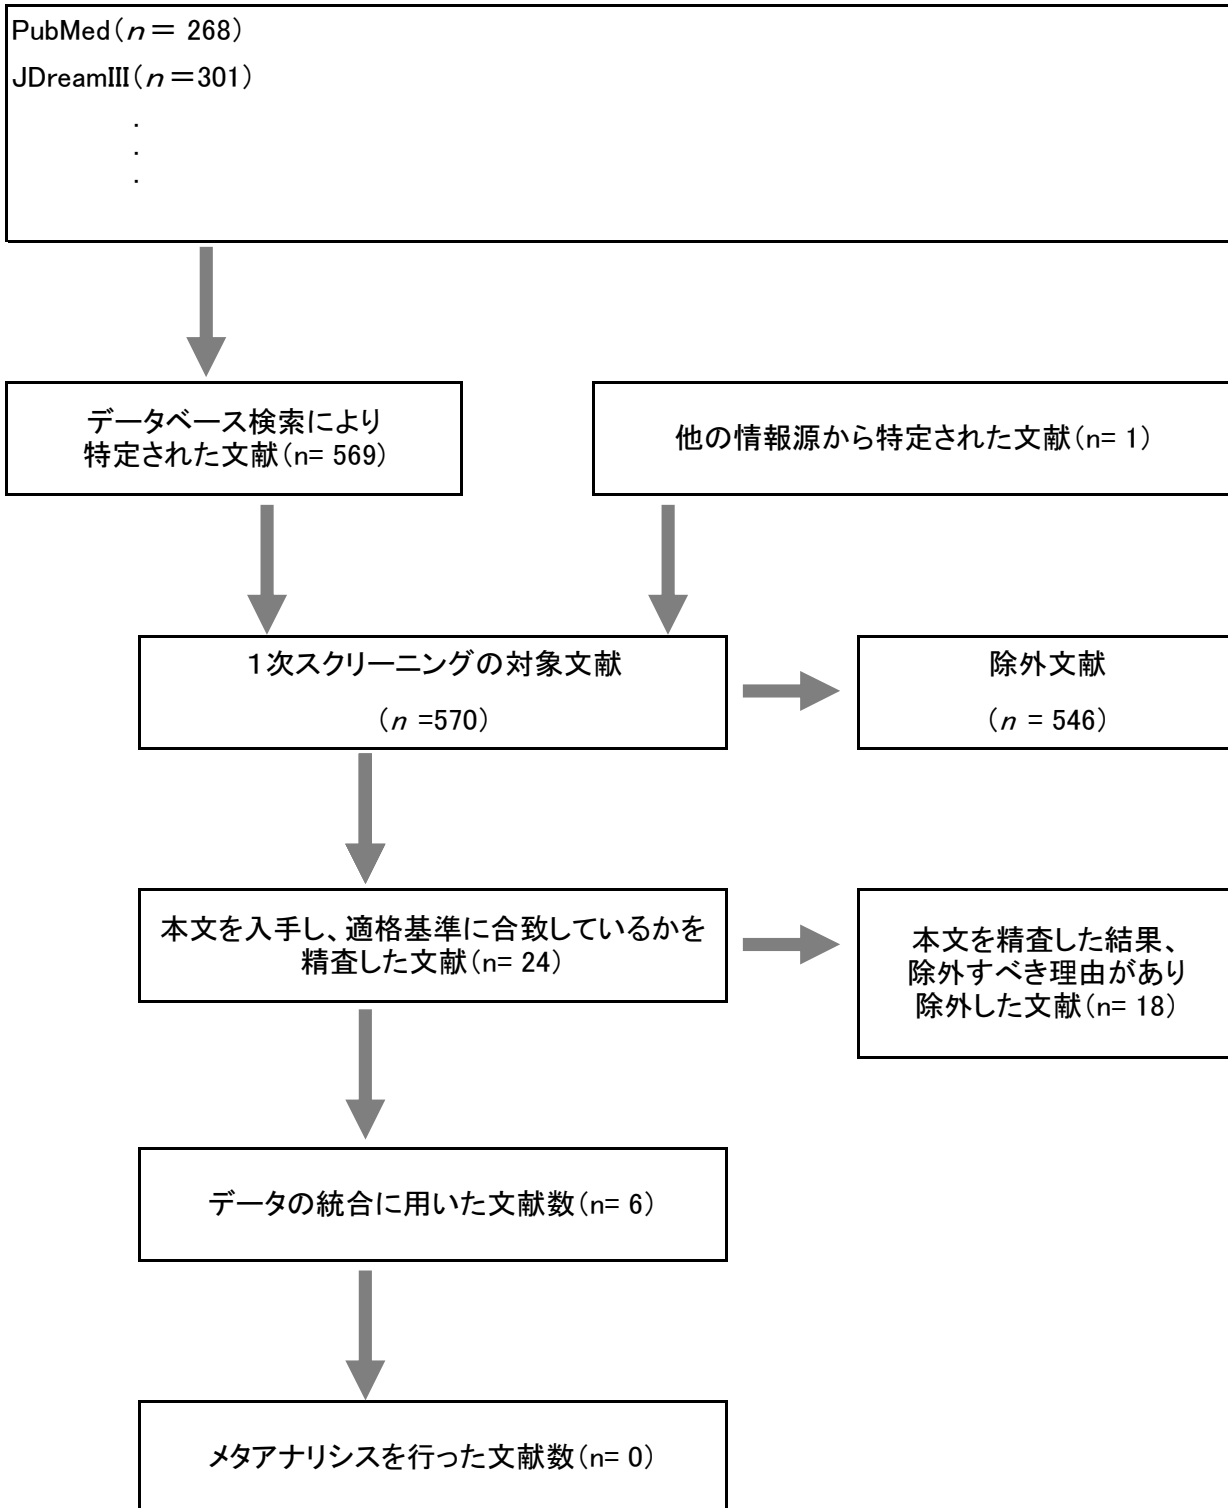 PubMed(n= 268)
JDreamⅢ(n=301)
.
.
.
データベース検索により
特定された文献(n= 569)
他の情報源から特定された文献(n= 1)
1次スクリーニングの対象文献
(n =570)
除外文献
(n = 546)
本文を入手し、適格基準に合致しているかを
精査した文献(n= 24)
本文を精査した結果、
除外すべき理由があり
除外した文献(n= 18)
データの統合に用いた文献数(n= 6)
メタアナリシスを行った文献数(n= 0)